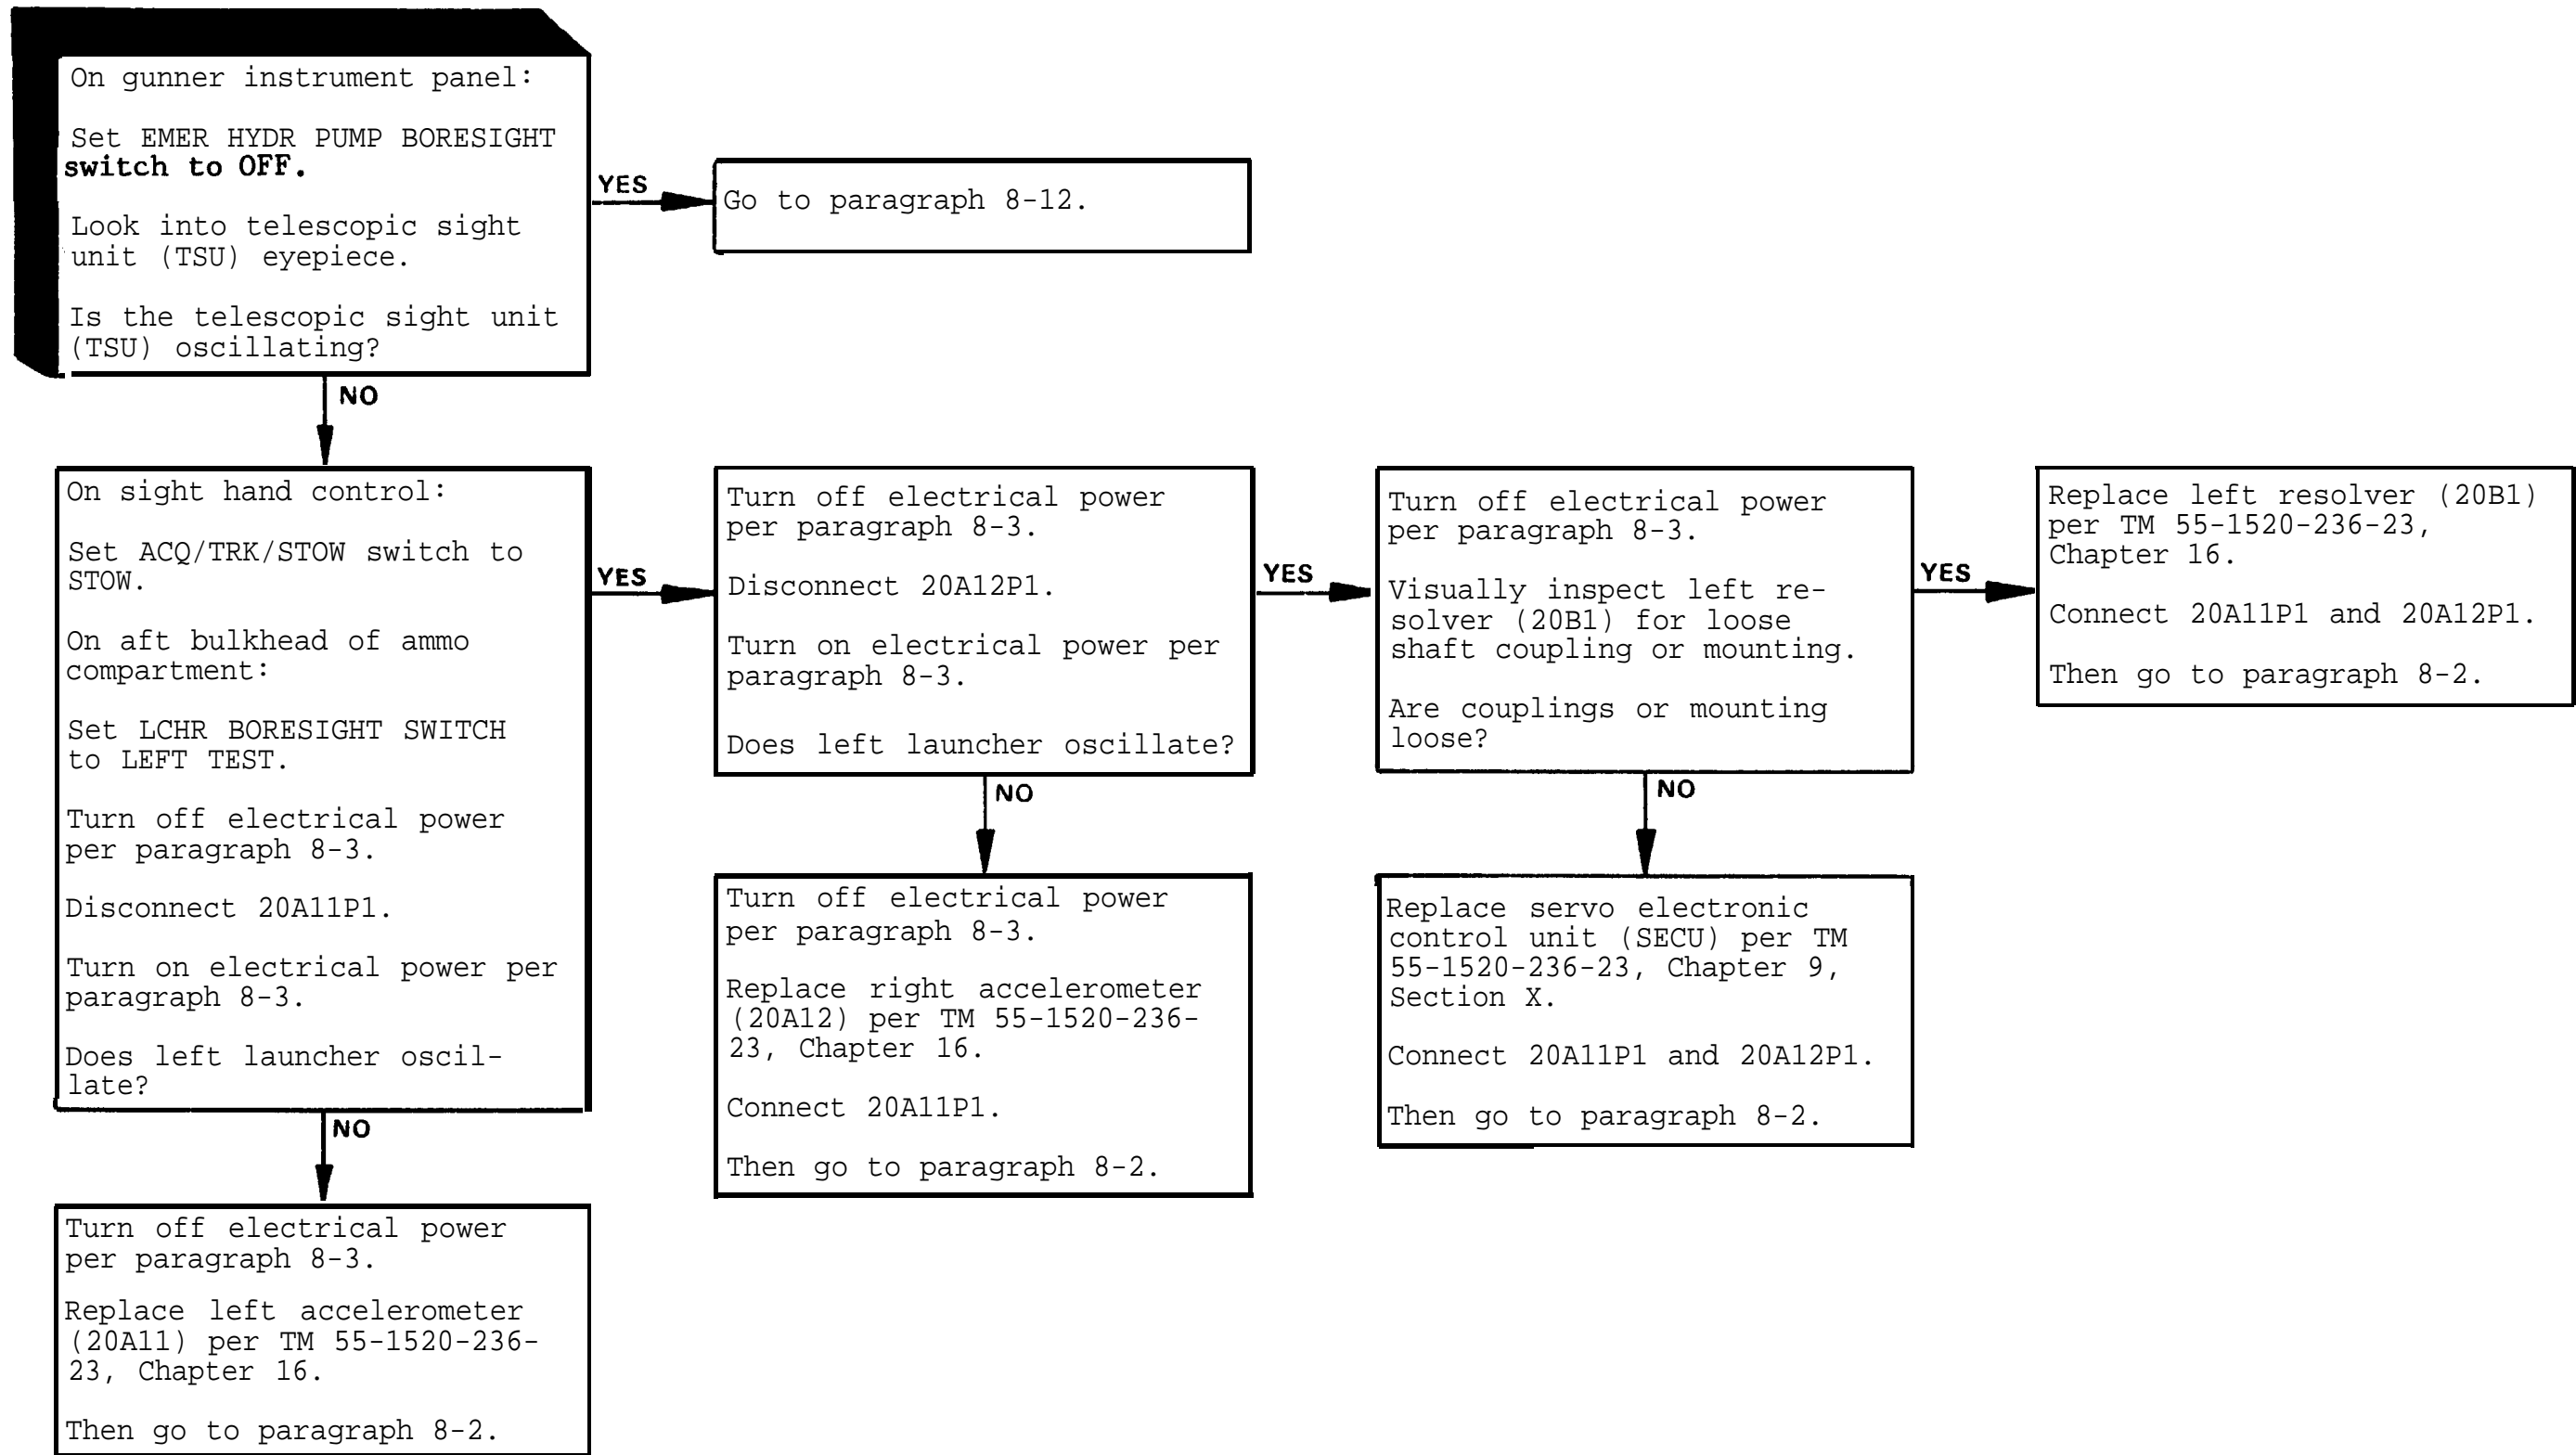 On gunner instrument panel:
Set EMER HYDR PUMP BORESIGHT
switch to OFF.
Look into telescopic sight
unit (TSU) eyepiece.
Is the telescopic sight unit
(TSU) oscillating?
YES
Go to paragraph 8-12.
NO
On sight hand control:
Set ACQ/TRK/STOW switch to
STOW.
On aft bulkhead of ammo
compartment:
Set LCHR BORESIGHT SWITCH
to LEFT TEST.
Turn off electrical power
per paragraph 8-3.
Disconnect 20A11P1.
Turn on electrical power per
paragraph 8-3.
Does left launcher oscil-
late?
YES
Turn off electrical power
per paragraph 8-3.
Disconnect 20A12P1.
Turn on electrical power per
paragraph 8-3.
Does left launcher oscillate?
YES
Turn off electrical power
per paragraph 8-3.
Visually inspect left re-
solver (20B1) for loose
shaft coupling or mounting.
Are couplings or mounting
loose?
YES
Replace left resolver (20B1)
per TM 55-1520-236-23,
Chapter 16.
Connect 20A11P1 and 20A12P1.
Then go to paragraph 8-2.
NO
Turn off electrical power
per paragraph 8-3.
Replace left accelerometer
(20A11) per TM 55-1520-236-
23, Chapter 16.
Then go to paragraph 8-2.
NO
Turn off electrical power
per paragraph 8-3.
Replace right accelerometer
(20A12) per TM 55-1520-236-
23, Chapter 16.
Connect 20A11P1.
Then go to paragraph 8-2.
NO
Replace servo electronic
control unit (SECU) per TM
55-1520-236-23, Chapter 9,
Section X.
Connect 20A11P1 and 20A12P1.
Then go to paragraph 8-2.